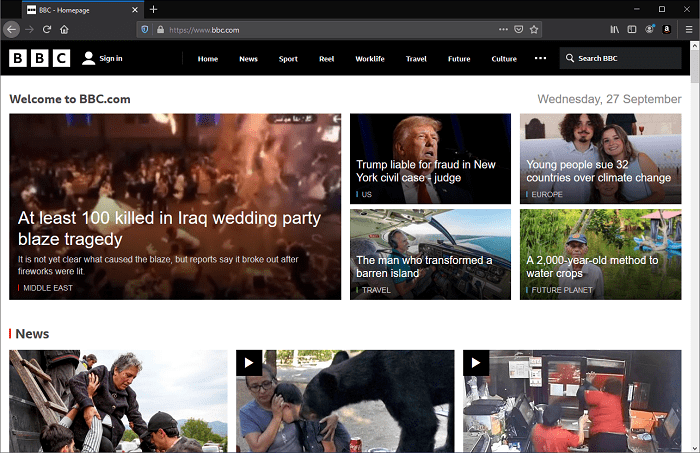 BBC - Homepage
https://www.bbc.com
BBC
Sign in
Home
News
Sport
Reel
Worklife
Travel
Future
Culture
Search BBC
Welcome to BBC.com
Wednesday, 27 September
At least 100 killed in Iraq wedding party
blaze tragedy
It is not yet clear what caused the blaze, but reports say it broke out after
fireworks were lit.
MIDDLE EAST
Trump liable for fraud in New
York civil case - judge
US
Young people sue 32
countries over climate change
EUROPE
The man who transformed a
barren island
TRAVEL
A 2,000-year-old method to
water crops
FUTURE PLANET
News